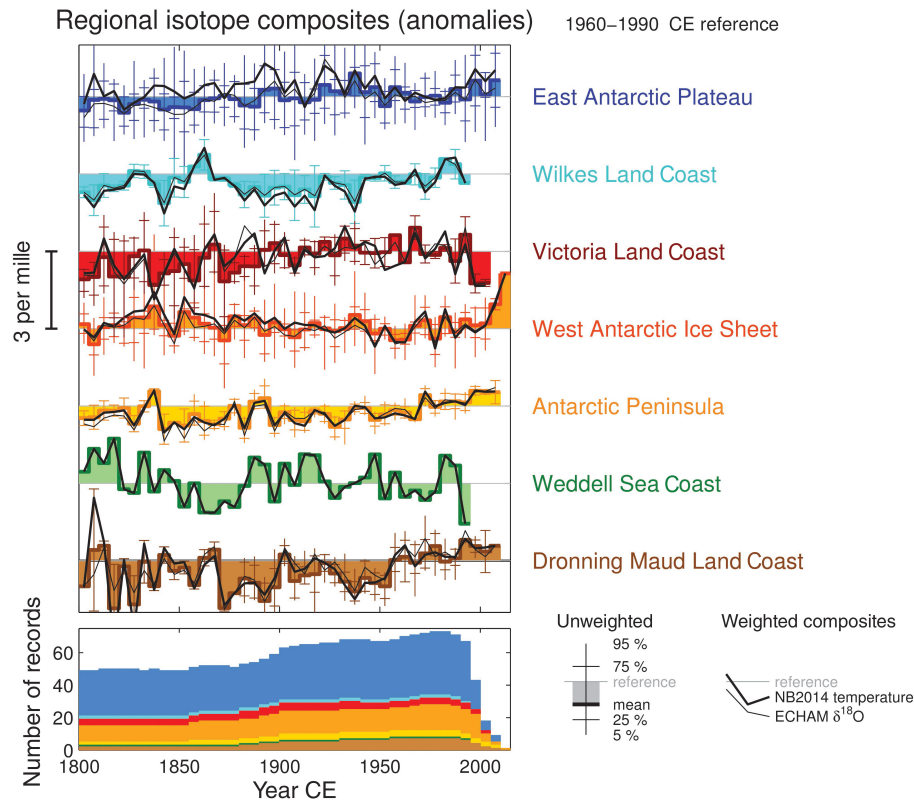 Regional isotope composites (anomalies)
1960−1990 CE reference
East Antarctic Plateau
Wilkes Land Coast
Victoria Land Coast
3 per mille
West Antarctic Ice Sheet
Antarctic Peninsula
Weddell Sea Coast
Dronning Maud Land Coast
Number of records
60
40
20
0
1800
1850
1900
1950
2000
Year CE
Unweighted
95 %
75 %
reference
mean
25 %
5 %
Weighted composites
reference
NB2014 temperature
ECHAM δ¹⁸O